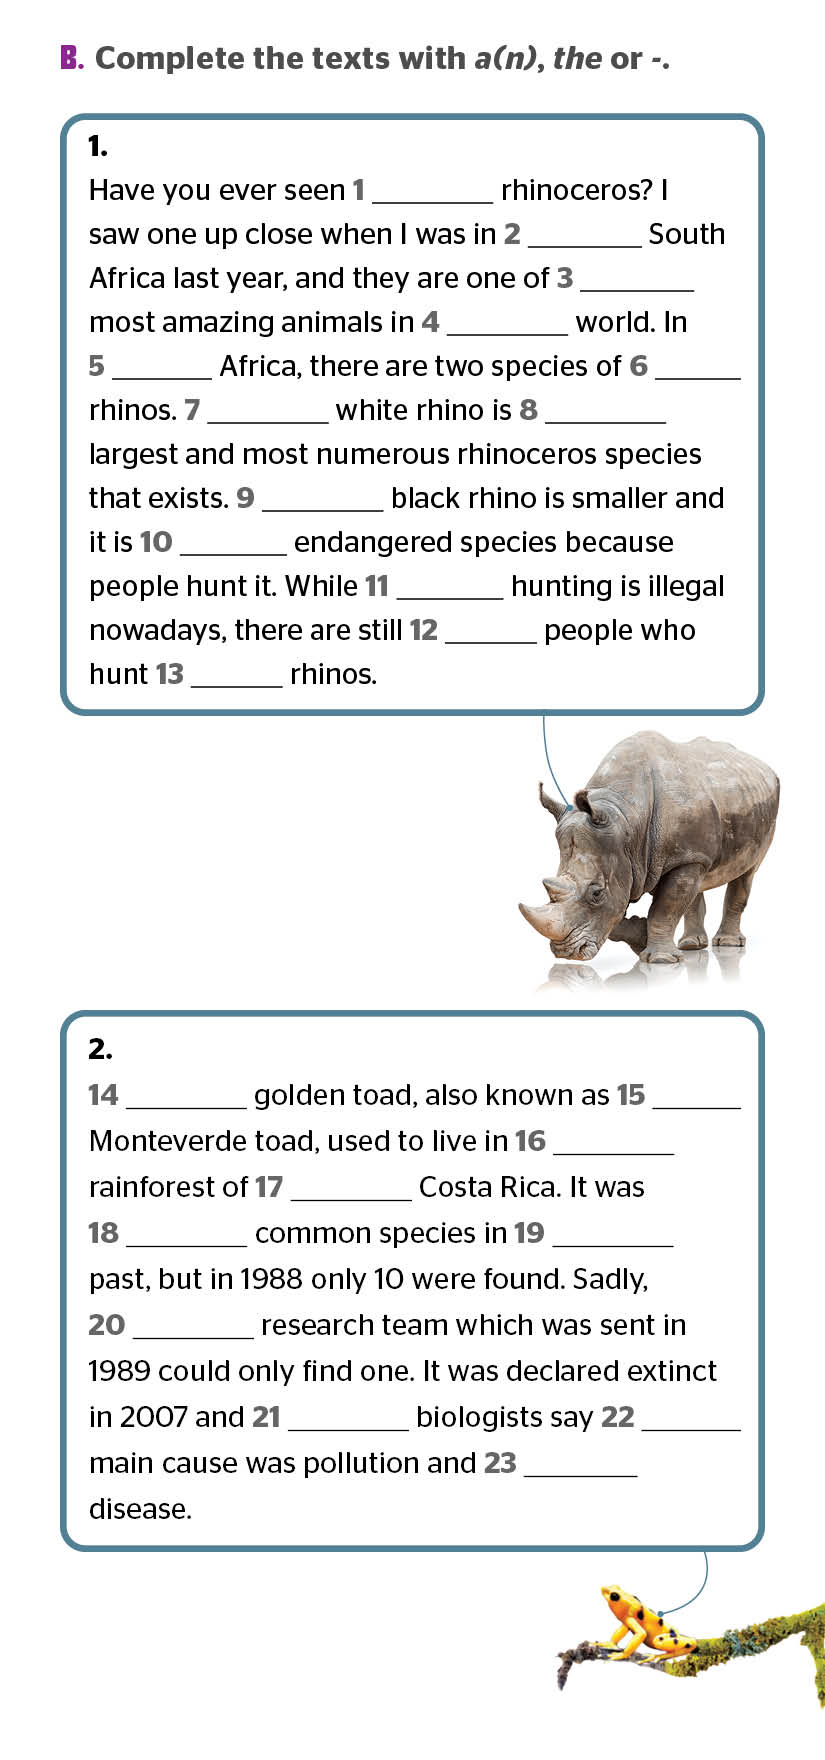 B. Complete the texts with a(n), the or -.
1.
Have you ever seen 1 ________ rhinoceros? I
saw one up close when I was in 2 ________ South
Africa last year, and they are one of 3 ________
most amazing animals in 4 ________ world. In
5 ________ Africa, there are two species of 6 ________
rhinos. 7 ________ white rhino is 8 ________
largest and most numerous rhinoceros species
that exists. 9 ________ black rhino is smaller and
it is 10 ________ endangered species because
people hunt it. While 11 ________ hunting is illegal
nowadays, there are still 12 ________ people who
hunt 13 ________ rhinos.
2.
14 ________ golden toad, also known as 15 ________
Monteverde toad, used to live in 16 ________
rainforest of 17 ________ Costa Rica. It was
18 ________ common species in 19 ________
past, but in 1988 only 10 were found. Sadly,
20 ________ research team which was sent in
1989 could only find one. It was declared extinct
in 2007 and 21 ________ biologists say 22 ________
main cause was pollution and 23 ________
disease.